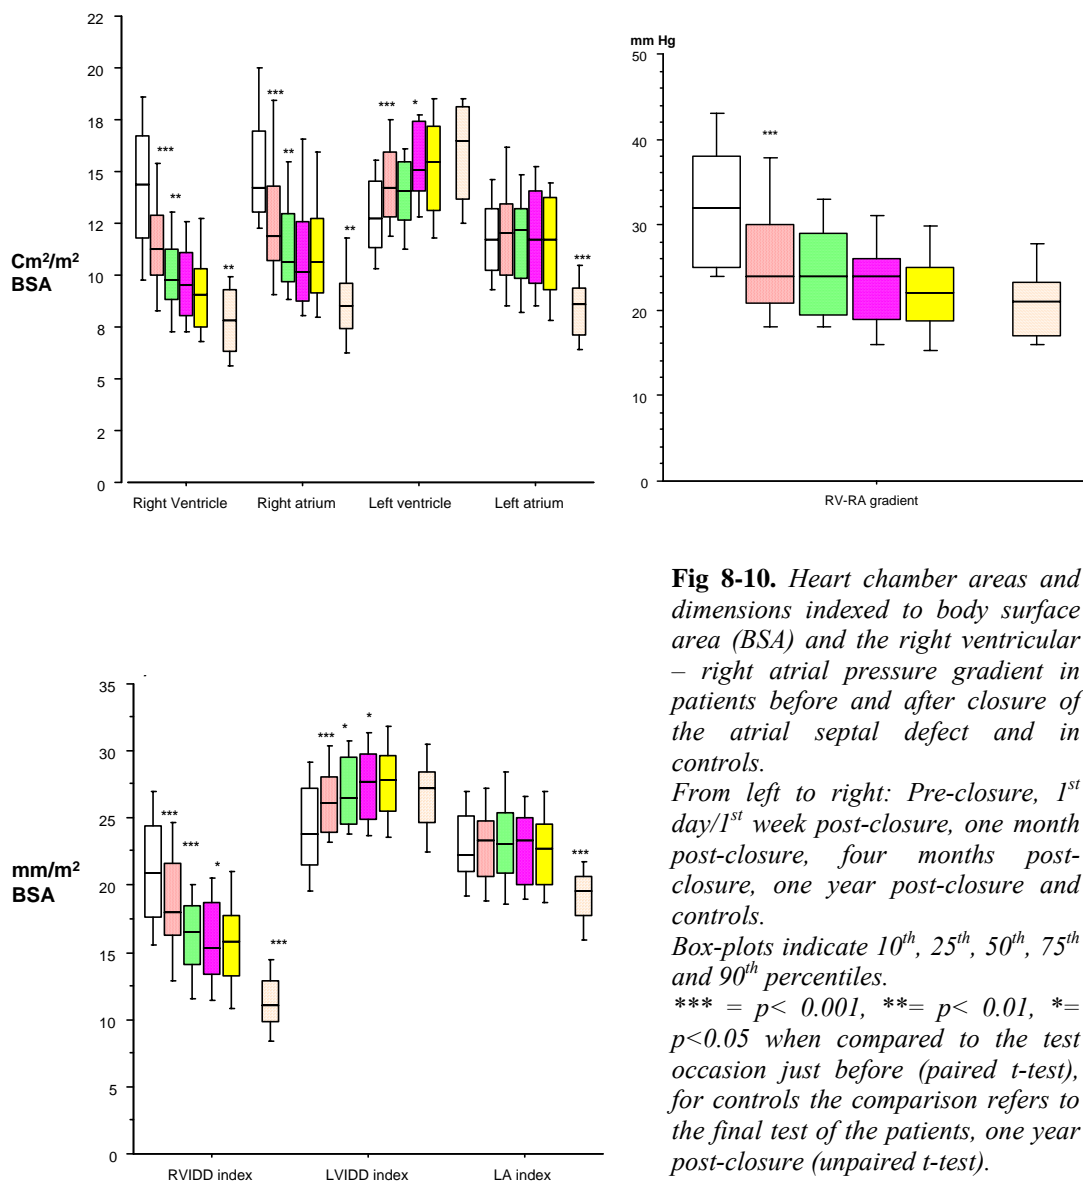 22
20
18
15
12
10
8
5
2
0
Cm²/m²
BSA
***
**
**
***
**
**
***
*
***
Right Ventricle
Right atrium
Left ventricle
Left atrium
mm Hg
50
40
30
20
10
0
***
RV-RA gradient
35
30
25
20
15
10
5
0
mm/m²
BSA
***
***
*
***
***
*
*
***
RVIDD index
LVIDD index
LA index
Fig 8-10. Heart chamber areas and
dimensions indexed to body surface
area (BSA) and the right ventricular
– right atrial pressure gradient in
patients before and after closure of
the atrial septal defect and in
controls.
From left to right: Pre-closure, 1st
day/1st week post-closure, one month
post-closure, four months post-
closure, one year post-closure and
controls.
Box-plots indicate 10th, 25th, 50th, 75th
and 90th percentiles.
*** = p< 0.001, **= p< 0.01, *=
p<0.05 when compared to the test
occasion just before (paired t-test),
for controls the comparison refers to
the final test of the patients, one year
post-closure (unpaired t-test).